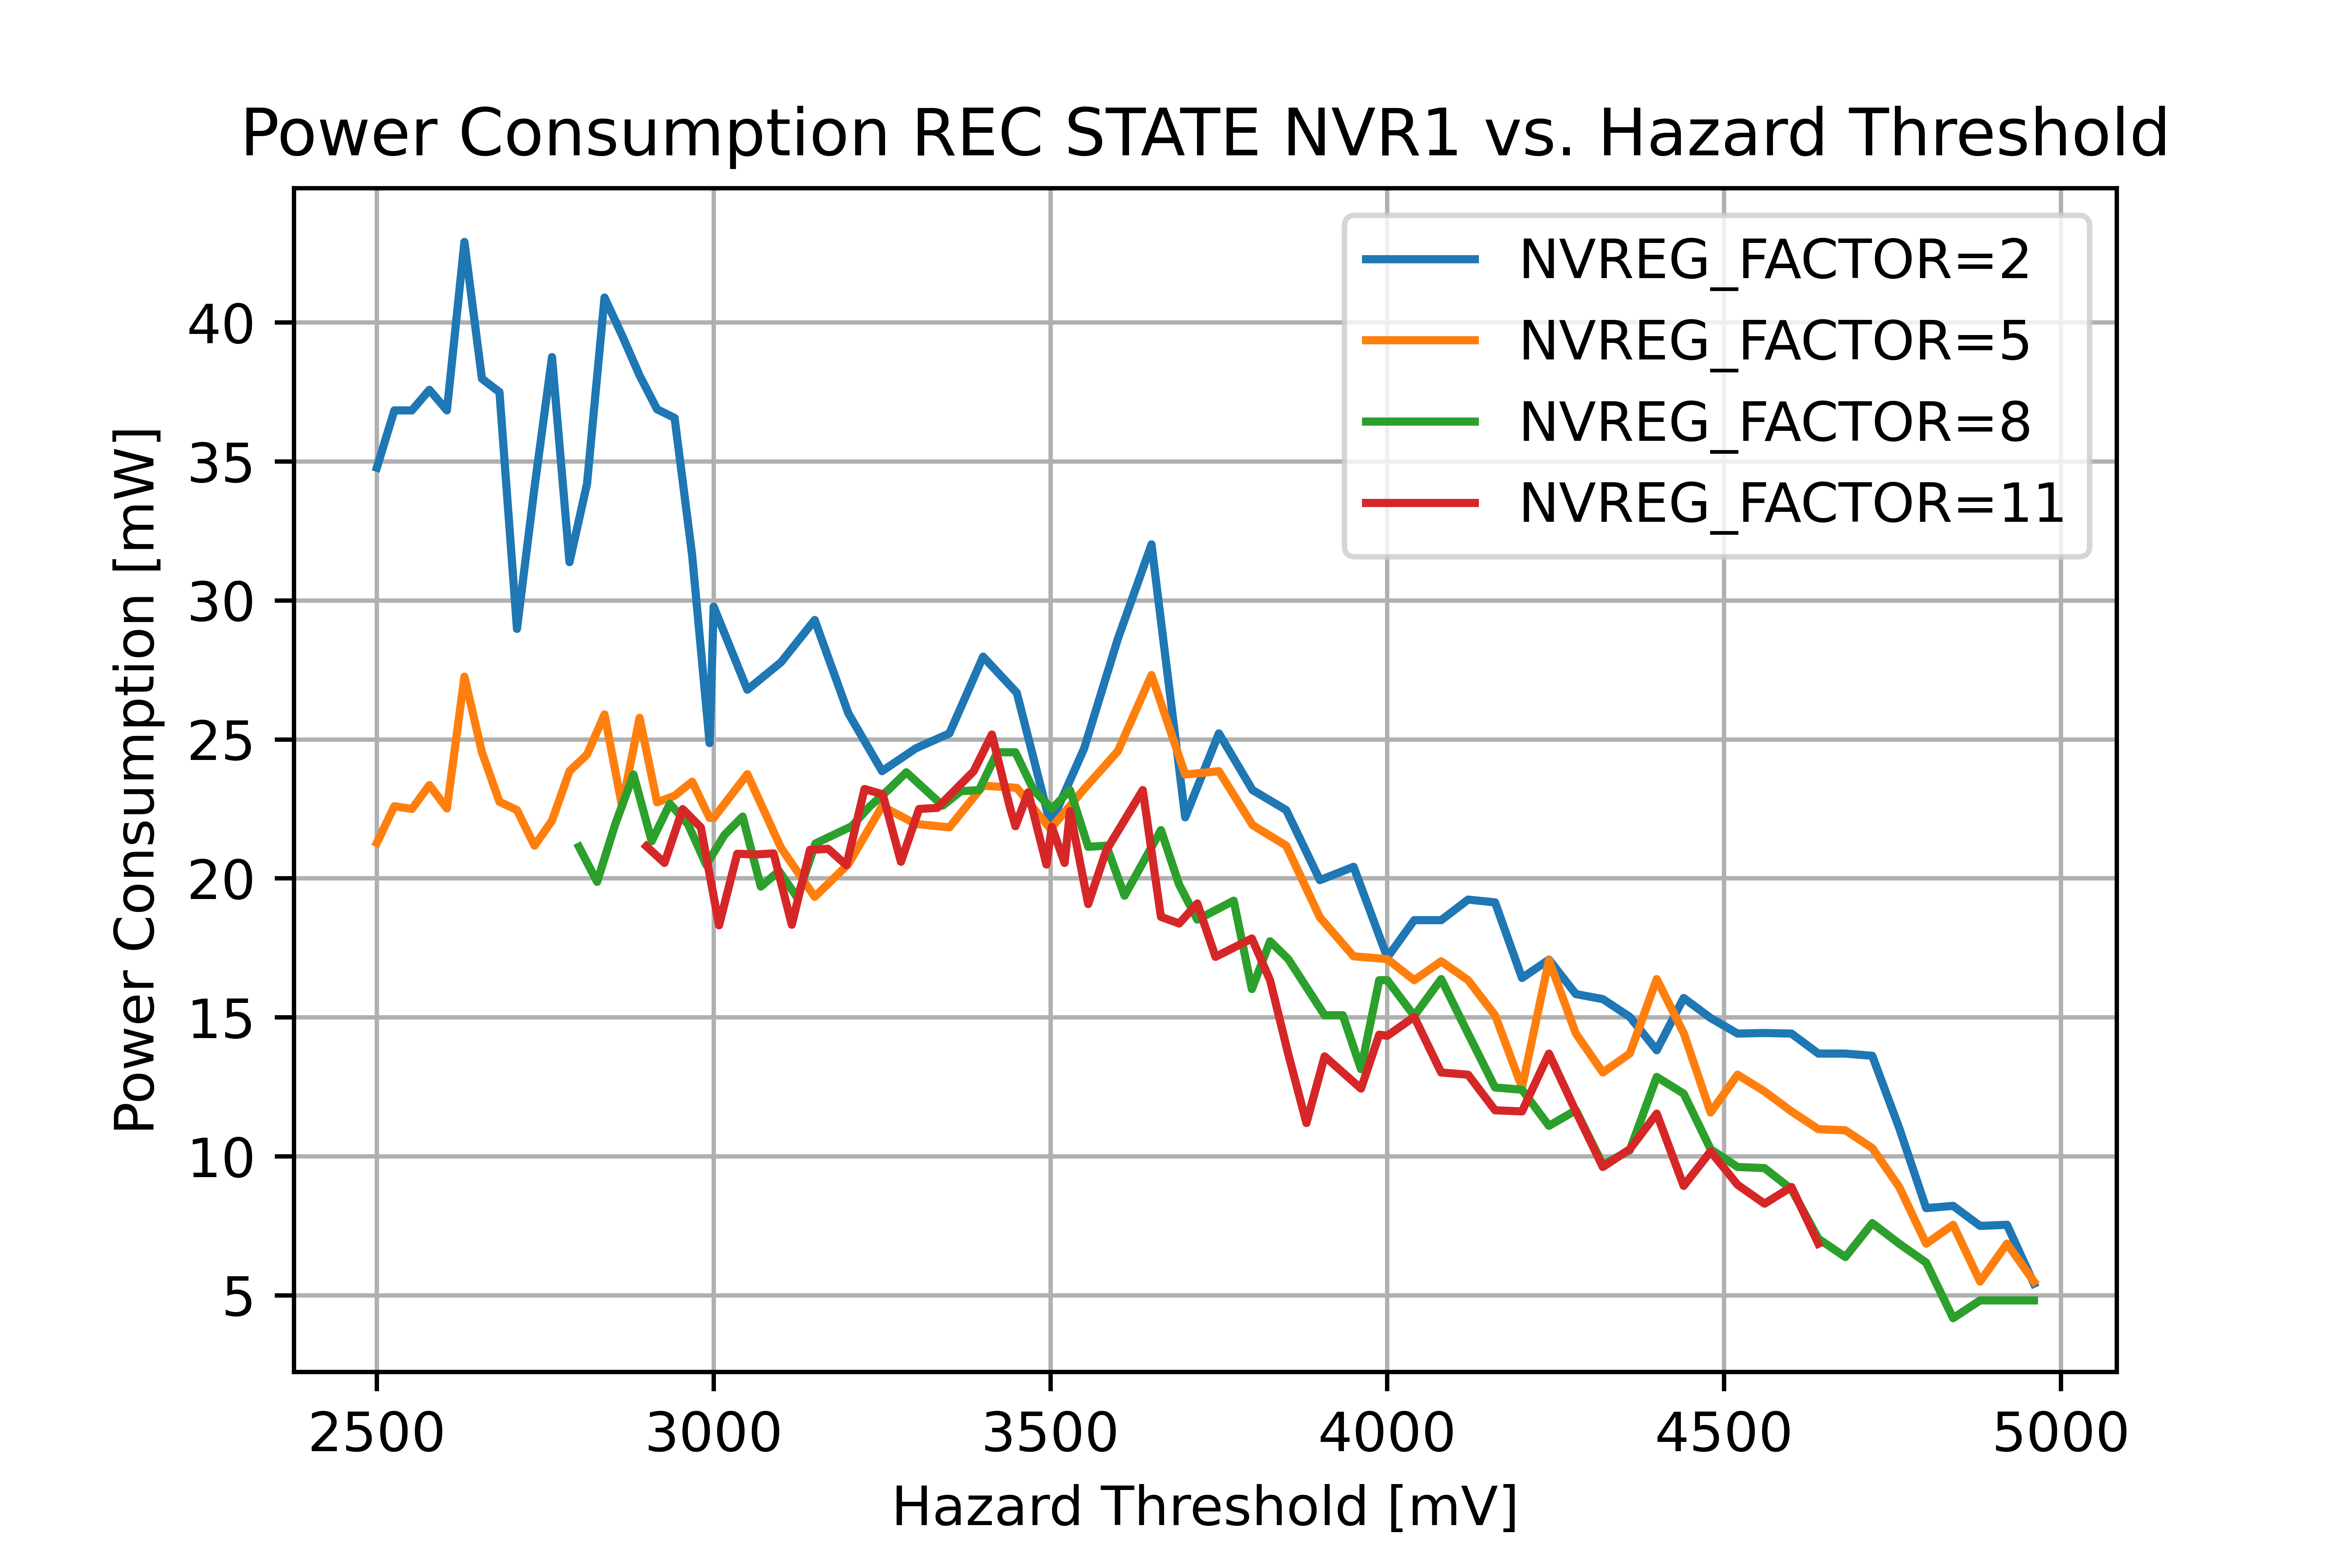 Power Consumption REC STATE NVR1 vs. Hazard Threshold
NVREG_FACTOR=2
NVREG_FACTOR=5
NVREG_FACTOR=8
NVREG_FACTOR=11
Power Consumption [mW]
40
35
30
25
20
15
10
5
2500 3000 3500 4000 4500 5000
Hazard Threshold [mV]